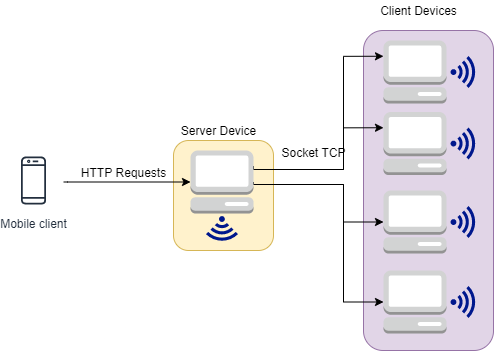 Client Devices
Server Device
Socket TCP
HTTP Requests
Mobile client